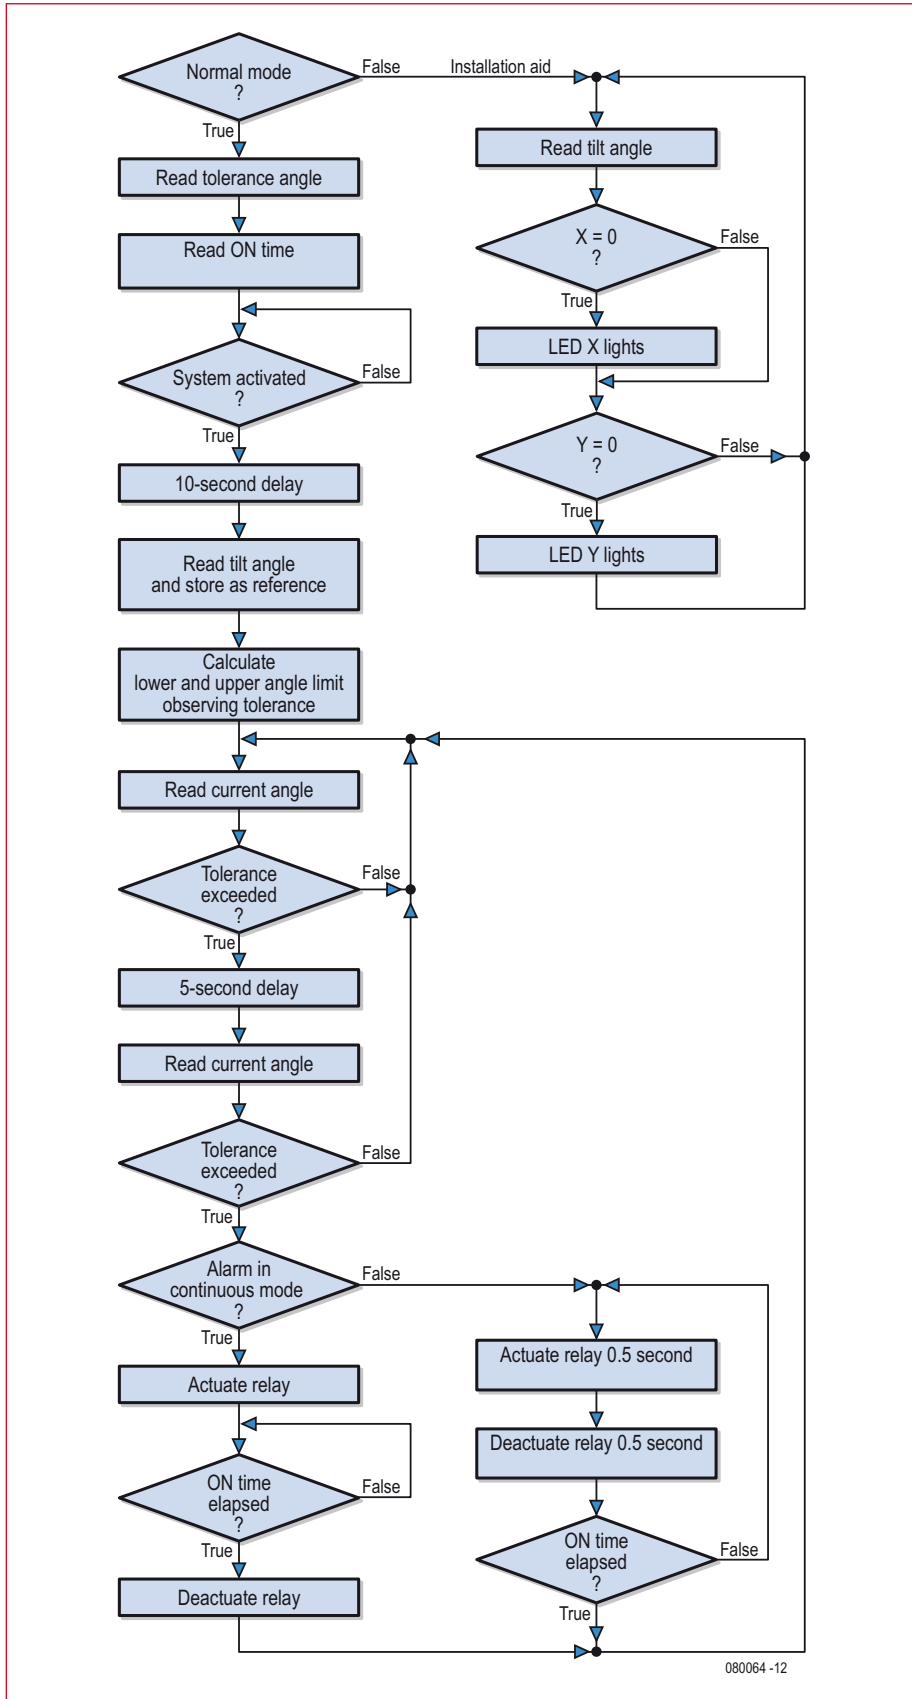 Normal mode
?
False
Installation aid
True
Read tolerance angle
Read ON time
System activated
?
False
True
10-second delay
Read tilt angle
and store as reference
Calculate
lower and upper angle limit
observing tolerance
Read current angle
Tolerance
exceeded
?
False
True
5-second delay
Read current angle
Tolerance
exceeded
?
False
True
Alarm in
continuous mode
?
False
True
Actuate relay
ON time
elapsed
?
False
True
Deactuate relay
Read tilt angle
X = 0
?
False
True
LED X lights
Y = 0
?
False
True
LED Y lights
Actuate relay 0.5 second
Deactuate relay 0.5 second
ON time
elapsed
?
False
True
080064 -12